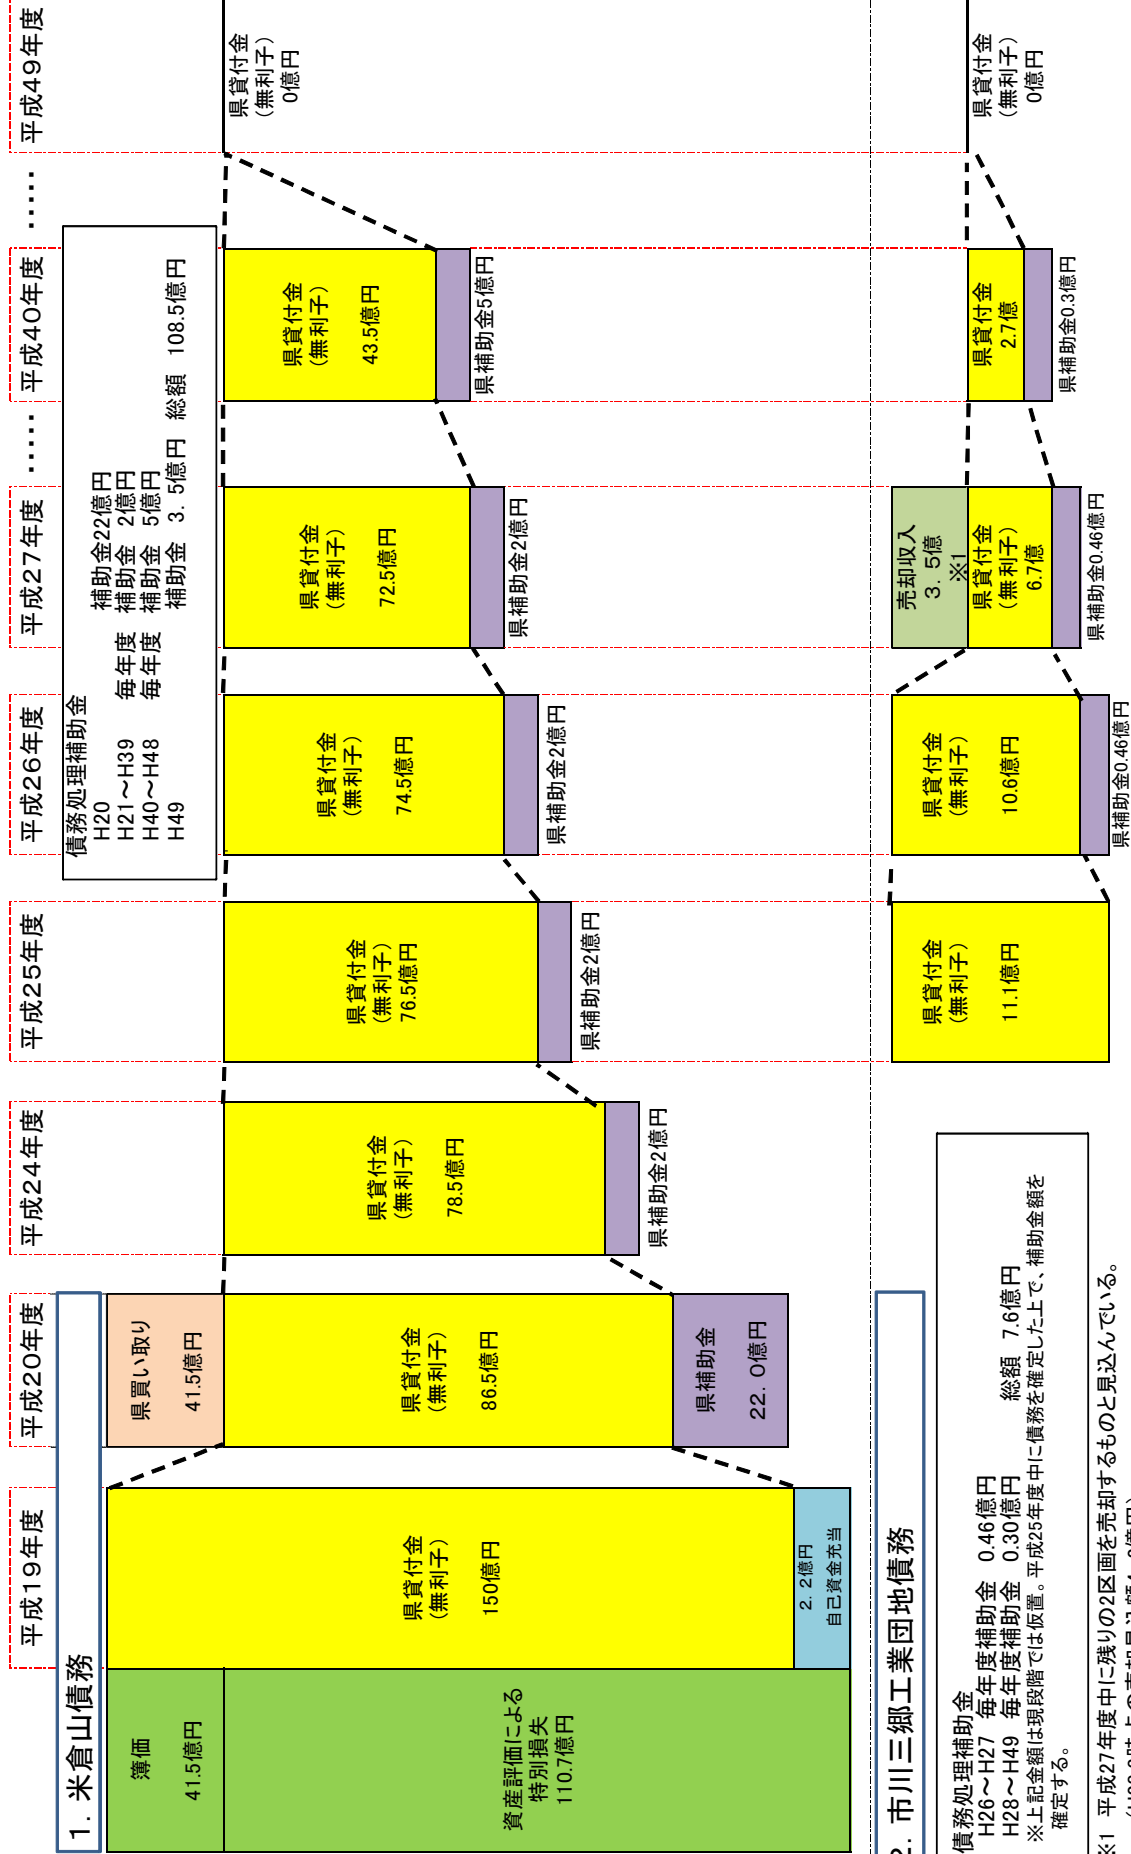 平成19年度
平成20年度
平成24年度
平成25年度
平成26年度
平成27年度
‥‥‥
平成40年度
‥‥‥
平成49年度
1. 米倉山債務
債務処理補助金
H20 補助金22億円
H21～H39 毎年度 補助金 2億円
H40～H48 毎年度 補助金 5億円
H49 補助金 3. 5億円 総額 108.5億円
簿価
41.5億円
資産評価による
特別損失
110.7億円
県貸付金
(無利子)
150億円
2. 2億円
自己資金充当
県買い取り
41.5億円
県貸付金
(無利子)
86.5億円
県補助金
22. 0億円
県貸付金
(無利子)
78.5億円
県補助金2億円
県貸付金
(無利子)
76.5億円
県補助金2億円
県貸付金
(無利子)
74.5億円
県補助金2億円
県貸付金
(無利子)
72.5億円
県補助金2億円
県貸付金
(無利子)
43.5億円
県補助金5億円
県貸付金
(無利子)
0億円
2. 市川三郷工業団地債務
債務処理補助金
H26～H27 毎年度補助金 0.46億円
H28～H49 毎年度補助金 0.30億円 総額 7.6億円
※上記金額は現段階では仮置。平成25年度中に債務を確定した上で、補助金額を
確定する。
※1 平成27年度中に残りの2区画を売却するものと見込んでいる。
県貸付金
(無利子)
11.1億円
県貸付金
(無利子)
10.6億円
県補助金0.46億円
売却収入
3. 5億
※1
県貸付金
(無利子)
6.7億
県補助金0.46億円
県貸付金
2.7億
県補助金0.3億円
県貸付金
(無利子)
0億円